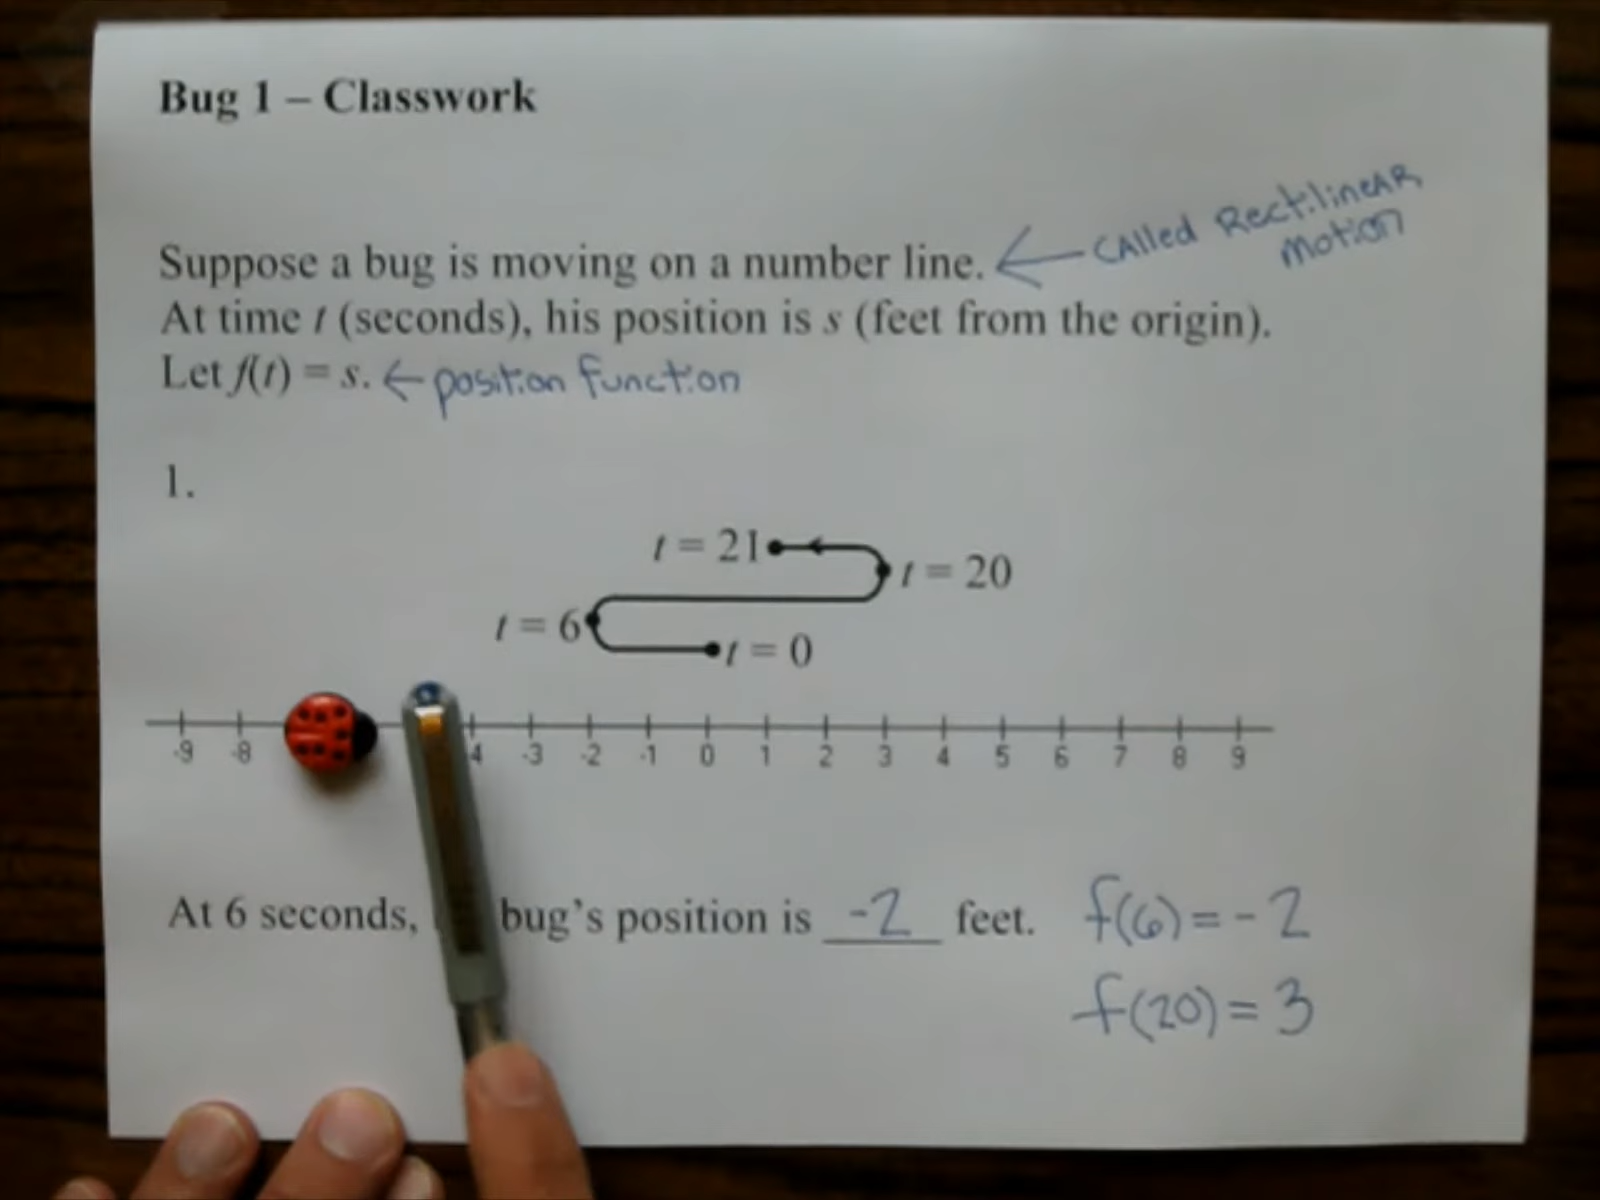 Bug 1 – Classwork
Suppose a bug is moving on a number line. ← CAlled RectilineAR
motion
At time t (seconds), his position is s (feet from the origin).
Let f(t) = s. ← position function
1.
t = 21
t = 20
t = 6
t = 0
-9 -8 -4 -3 -2 -1 0 1 2 3 4 5 6 7 8 9
At 6 seconds, bug's position is -2 feet. f(6) = -2
f(20) = 3